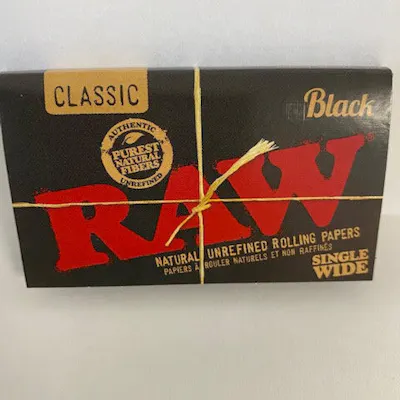 CLASSIC
Black
AUTHENTIC
PUREST
NATURAL
FIBERS
UNREFINED
RAW
NATURAL UNREFINED ROLLING PAPERS
PAPIERS À ROULER NATURELS ET NON RAFFINÉS
SINGLE
WIDE